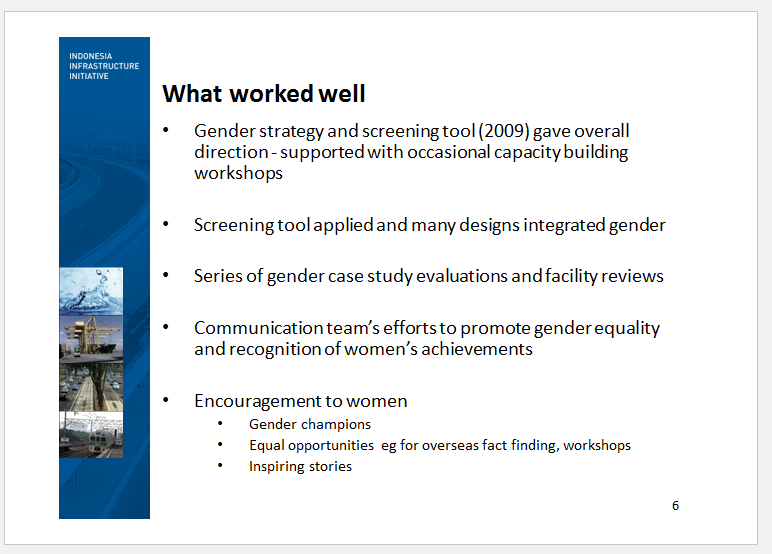 INDONESIA
INFRASTRUCTURE
INITIATIVE
What worked well
• Gender strategy and screening tool (2009) gave overall
direction - supported with occasional capacity building
workshops
• Screening tool applied and many designs integrated gender
• Series of gender case study evaluations and facility reviews
• Communication team’s efforts to promote gender equality
and recognition of women’s achievements
• Encouragement to women
• Gender champions
• Equal opportunities eg for overseas fact finding, workshops
• Inspiring stories
6